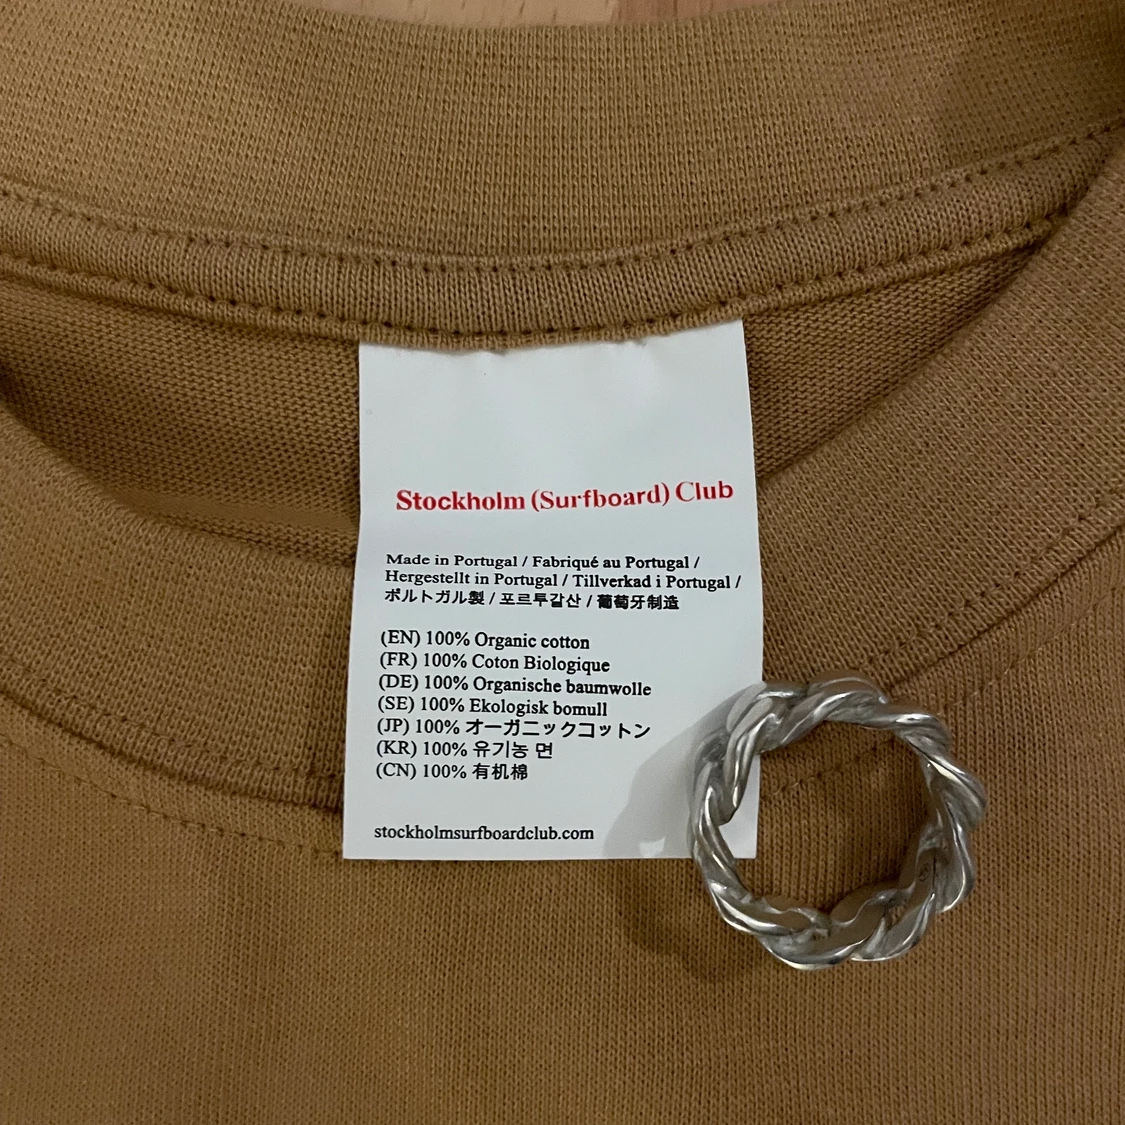 Stockholm (Surfboard) Club
Made in Portugal / Fabriqué au Portugal /
Hergestellt in Portugal / Tillverkad i Portugal /
ポルトガル製 / 포르투갈산 / 葡萄牙制造
(EN) 100% Organic cotton
(FR) 100% Coton Biologique
(DE) 100% Organische baumwolle
(SE) 100% Ekologisk bomull
(JP) 100% オーガニックコットン
(KR) 100% 유기농 면
(CN) 100% 有机棉
stockholmsurfboardclub.com